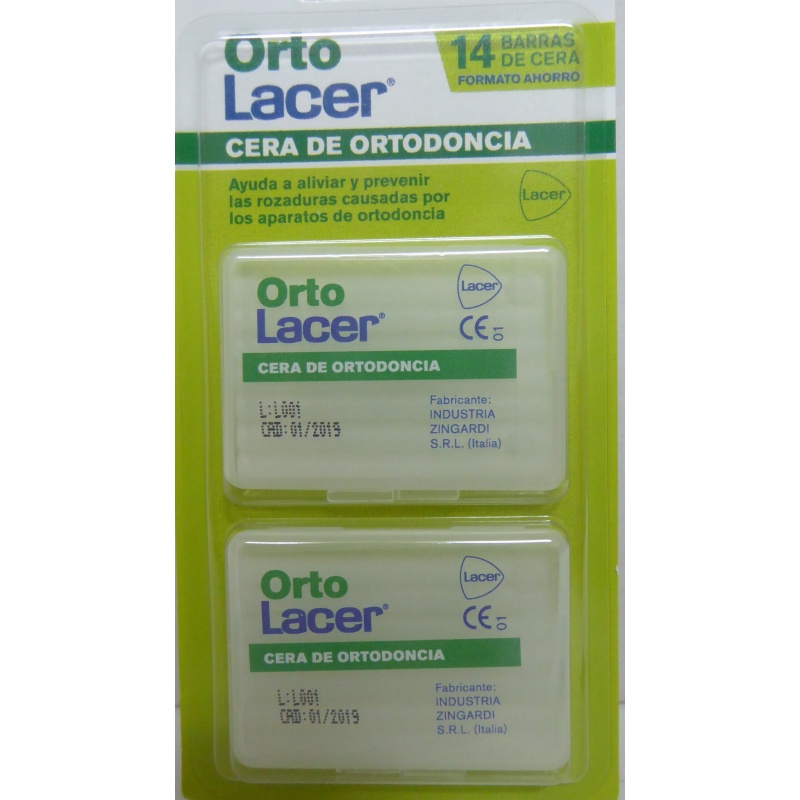 Orto
Lacer®
14 BARRAS
DE CERA
FORMATO AHORRO
CERA DE ORTODONCIA
Ayuda a aliviar y prevenir
las rozaduras causadas por
los aparatos de ortodoncia
Lacer
Orto
Lacer®
Lacer
CE 01
CERA DE ORTODONCIA
L:L001
CAD:01/2019
Fabricante:
INDUSTRIA
ZINGARDI
S.R.L. (Italia)
Orto
Lacer®
Lacer
CE 01
CERA DE ORTODONCIA
L:L001
CAD:01/2019
Fabricante:
INDUSTRIA
ZINGARDI
S.R.L. (Italia)